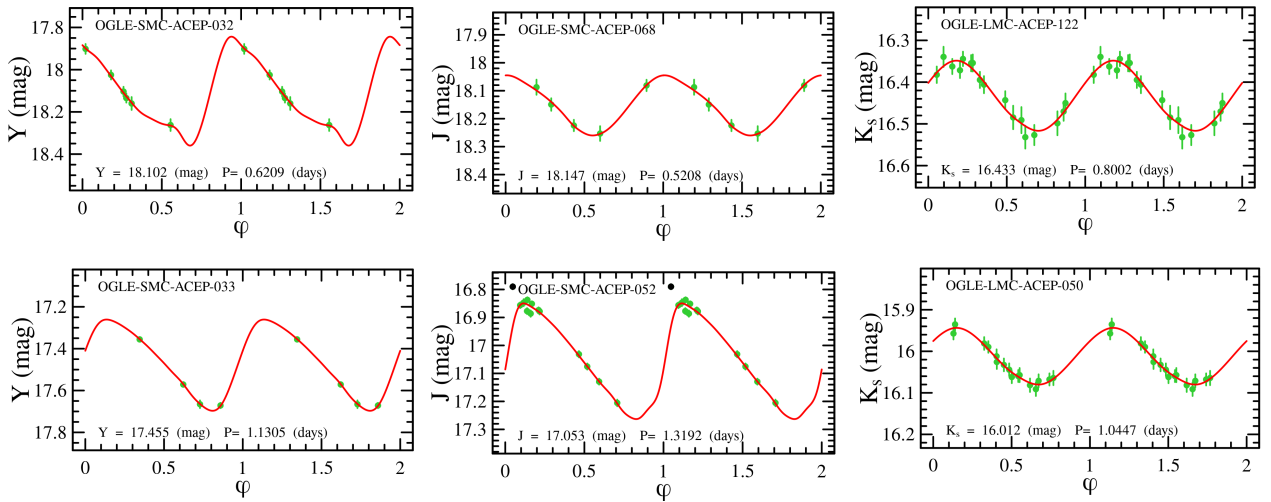 OGLE-SMC-ACEP-032
Y (mag)
17.8
18
18.2
18.4
Y = 18.102 (mag) P= 0.6209 (days)
0 0.5 1 1.5 2
φ
OGLE-SMC-ACEP-068
J (mag)
17.9
18
18.1
18.2
18.3
18.4
J = 18.147 (mag) P= 0.5208 (days)
0 0.5 1 1.5 2
φ
OGLE-LMC-ACEP-122
Ks (mag)
16.3
16.4
16.5
16.6
Ks = 16.433 (mag) P= 0.8002 (days)
0 0.5 1 1.5 2
φ
OGLE-SMC-ACEP-033
Y (mag)
17.2
17.4
17.6
17.8
Y = 17.455 (mag) P= 1.1305 (days)
0 0.5 1 1.5 2
φ
OGLE-SMC-ACEP-052
J (mag)
16.8
16.9
17
17.1
17.2
17.3
J = 17.053 (mag) P= 1.3192 (days)
0 0.5 1 1.5 2
φ
OGLE-LMC-ACEP-050
Ks (mag)
15.9
16
16.1
16.2
Ks = 16.012 (mag) P= 1.0447 (days)
0 0.5 1 1.5 2
φ